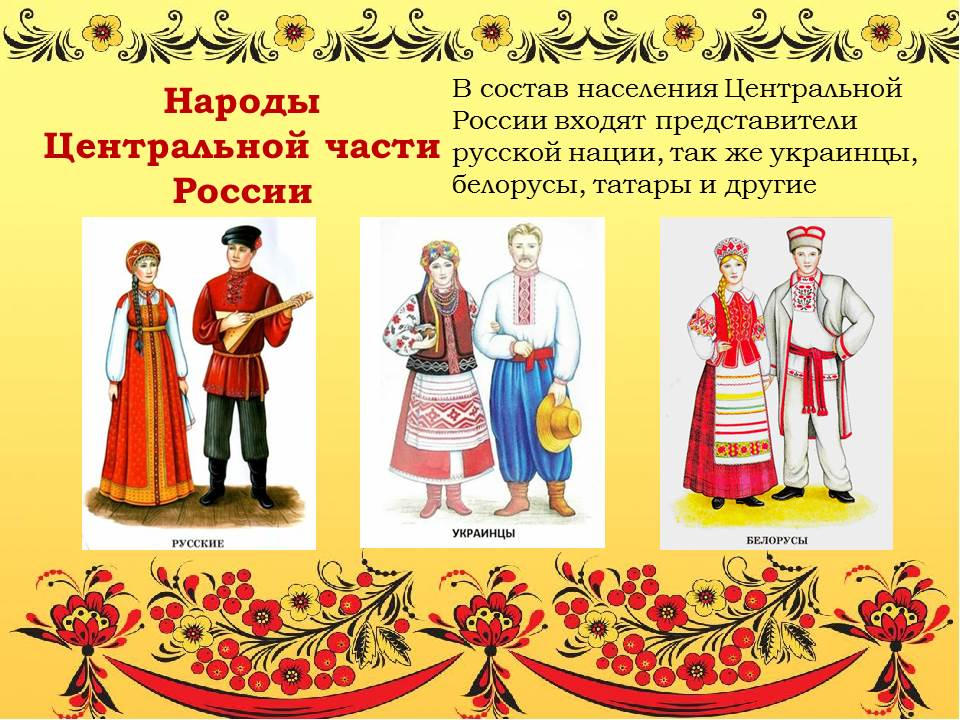 Народы
Центральной части
России
В состав населения Центральной
России входят представители
русской нации, так же украинцы,
белорусы, татары и другие
РУССКИЕ
УКРАИНЦЫ
БЕЛОРУСЫ